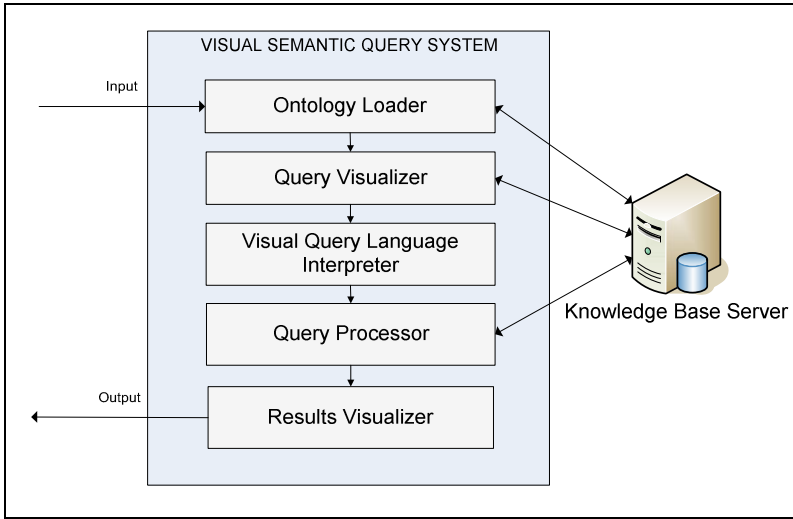 VISUAL SEMANTIC QUERY SYSTEM
Input
Ontology Loader
Query Visualizer
Visual Query Language
Interpreter
Query Processor
Knowledge Base Server
Output
Results Visualizer